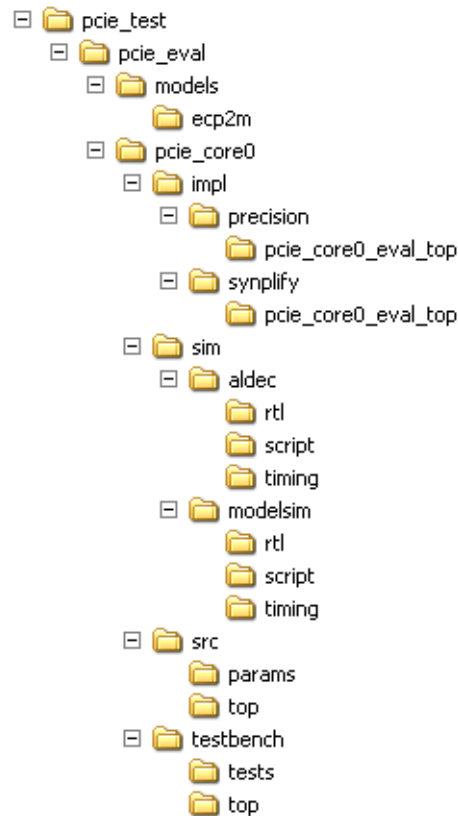 pcie_test
pcie_eval
models
ecp2m
pcie_core0
impl
precision
pcie_core0_eval_top
synplify
pcie_core0_eval_top
sim
aldec
rtl
script
timing
modelsim
rtl
script
timing
src
params
top
testbench
tests
top